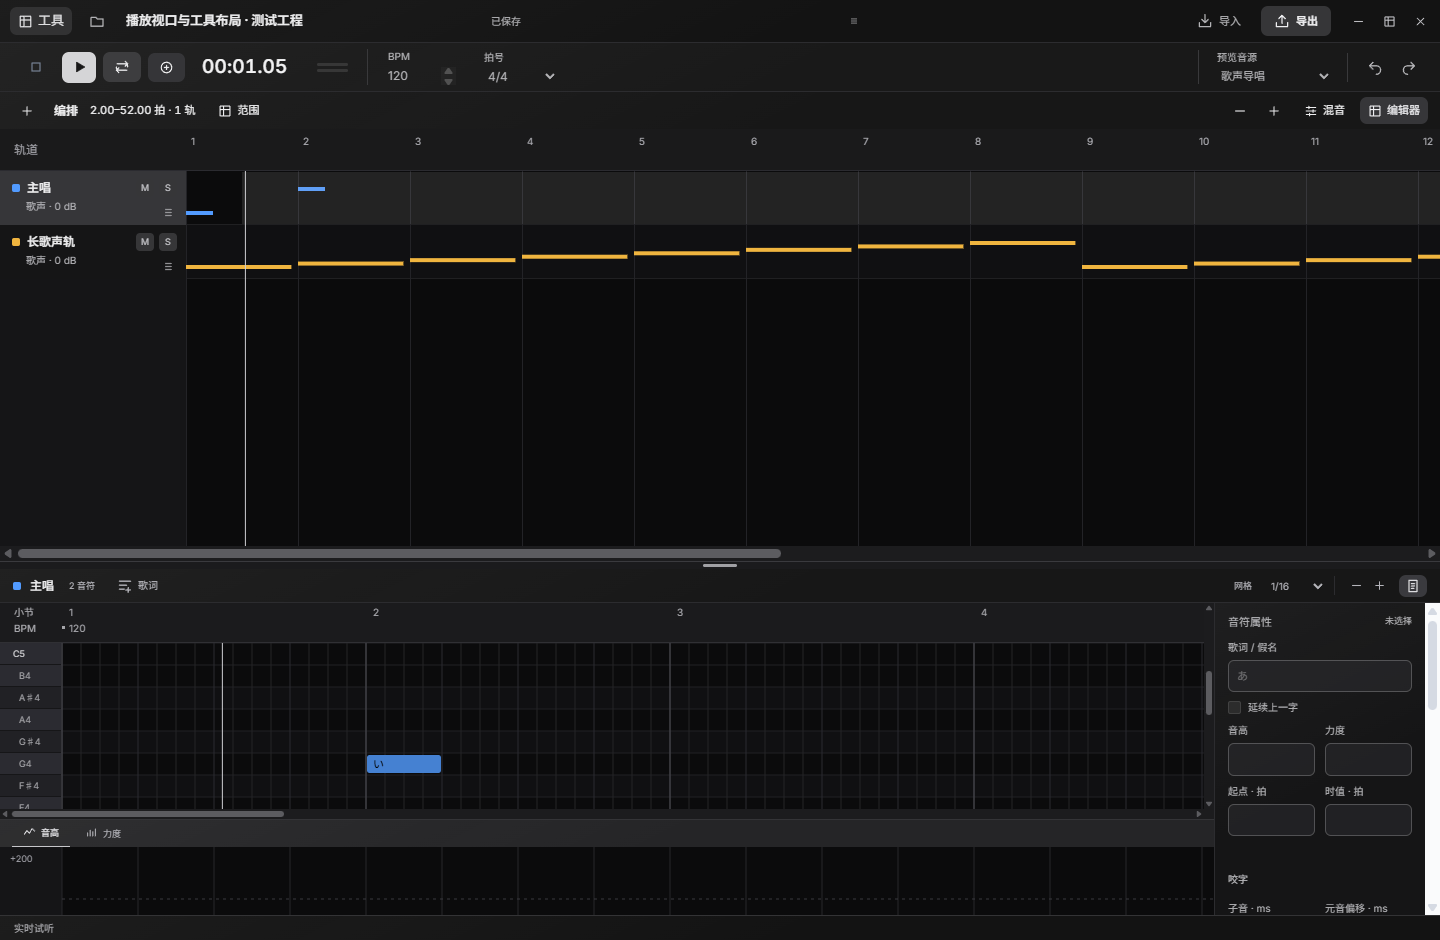 工具
播放视口与工具布局 · 测试工程
已保存
导入
导出
00:01.05
BPM
120
拍号
4/4
预览音源
歌声导唱
编排
2.00–52.00 拍 · 1 轨
范围
混音
编辑器
轨道
1 2 3 4 5 6 7 8 9 10 11 12
主唱 M S
歌声 · 0 dB
长歌声轨 M S
歌声 · 0 dB
主唱
2 音符
歌词
网格
1/16
小节 1 2 3 4
BPM 120
C5
B4
A♯4
A4
G♯4
G4 い
F♯4
F4
音高
力度
+200
音符属性 未选择
歌词 / 假名
あ
延续上一字
音高 力度
起点 · 拍 时值 · 拍
咬字
子音 · ms 元音偏移 · ms
实时试听